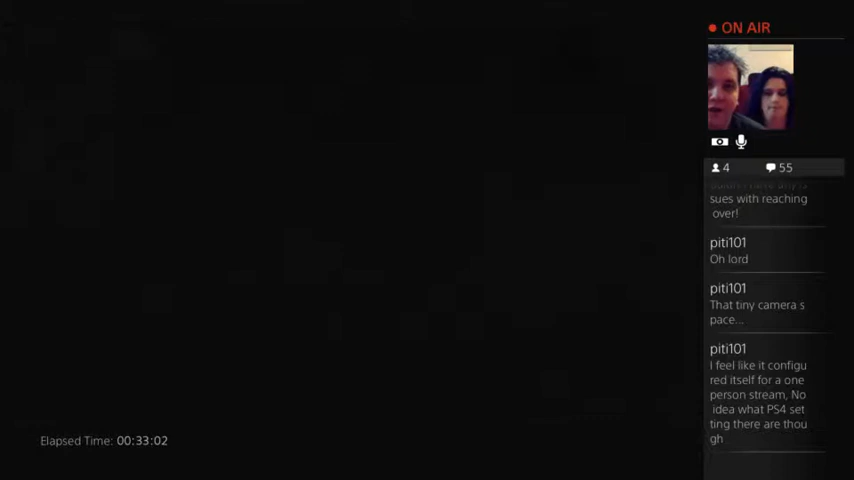 ON AIR
4 55
sues with reaching
over!
piti101
Oh lord
piti101
That tiny camera s
pace...
piti101
I feel like it configu
red itself for a one
person stream, No
idea what PS4 set
ting there are thou
gh
Elapsed Time: 00:33:02